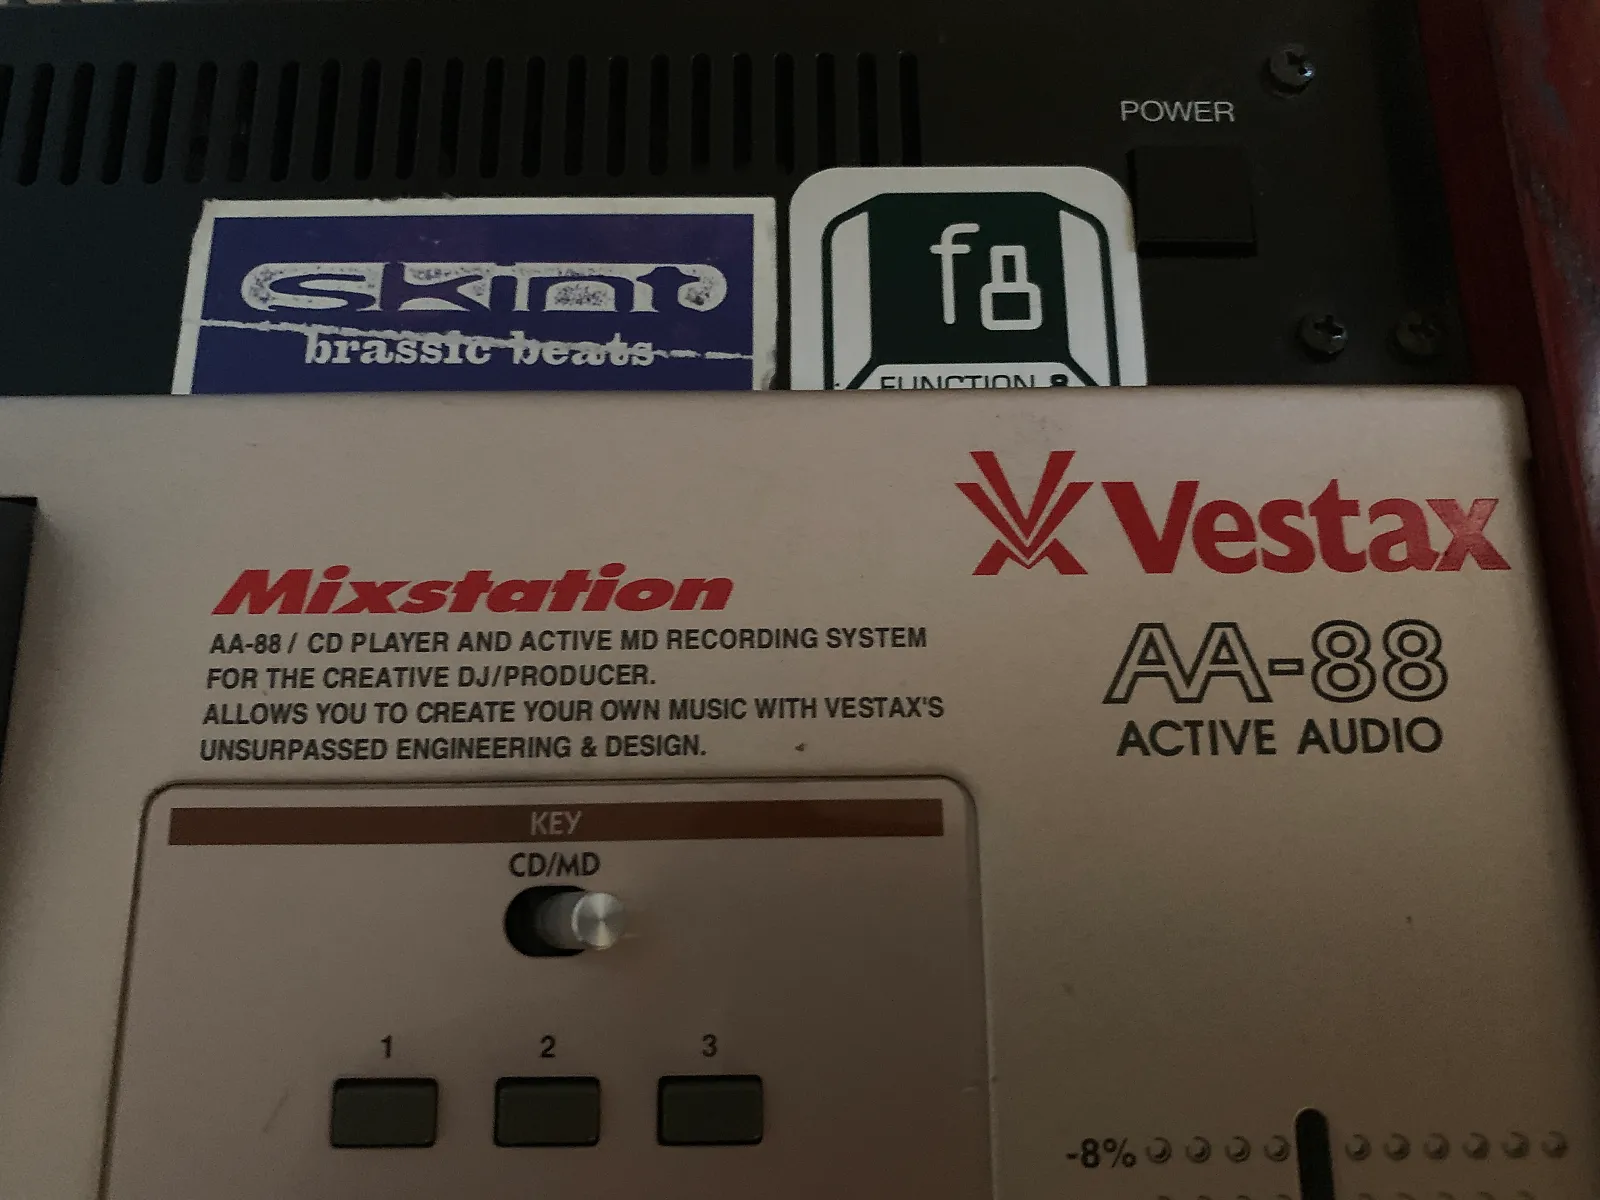 POWER
skint
brassic beats
f8
FUNCTION 8
Vestax
Mixstation
AA-88 / CD PLAYER AND ACTIVE MD RECORDING SYSTEM
FOR THE CREATIVE DJ/PRODUCER.
ALLOWS YOU TO CREATE YOUR OWN MUSIC WITH VESTAX'S
UNSURPASSED ENGINEERING & DESIGN.
AA-88
ACTIVE AUDIO
KEY
CD/MD
1 2 3
-8%